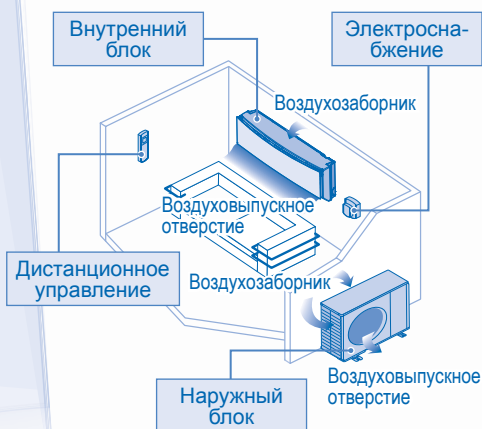 Внутренний
блок
Электросна-
бжение
Воздухозаборник
Воздуховыпускное
отверстие
Дистанционное
управление
Воздухозаборник
Воздуховыпускное
отверстие
Наружный
блок